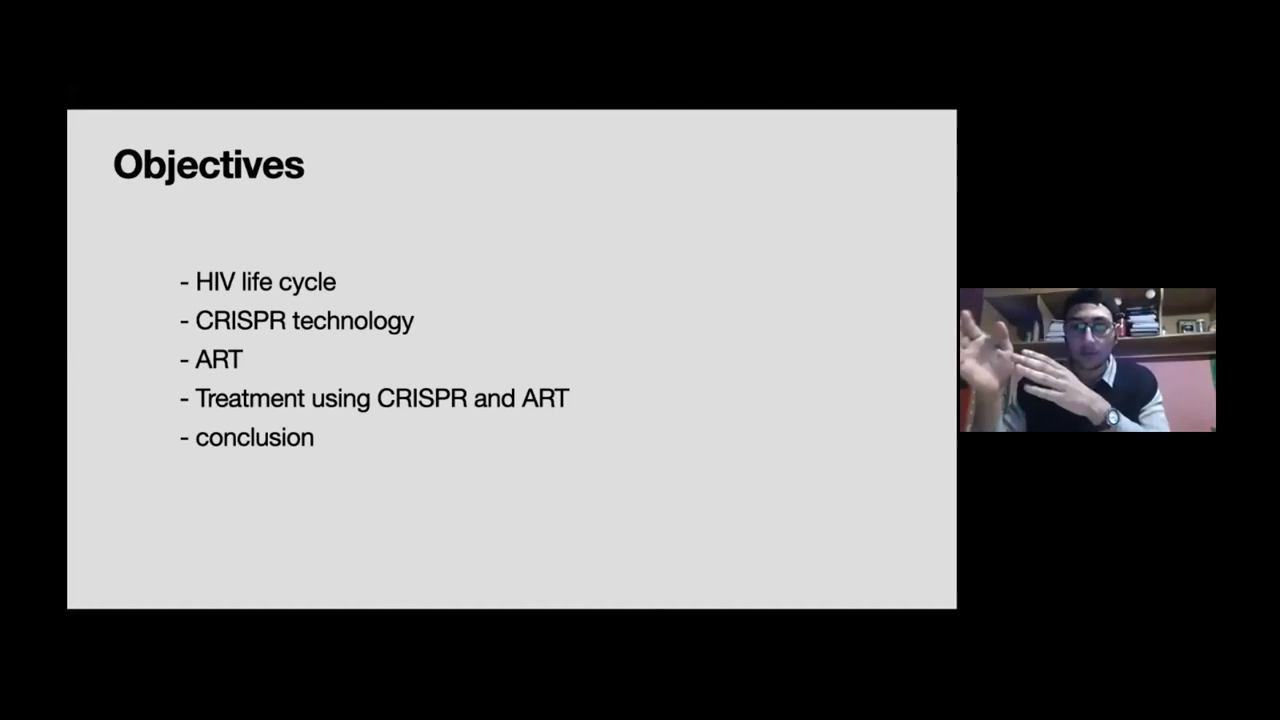 Objectives
- HIV life cycle
- CRISPR technology
- ART
- Treatment using CRISPR and ART
- conclusion